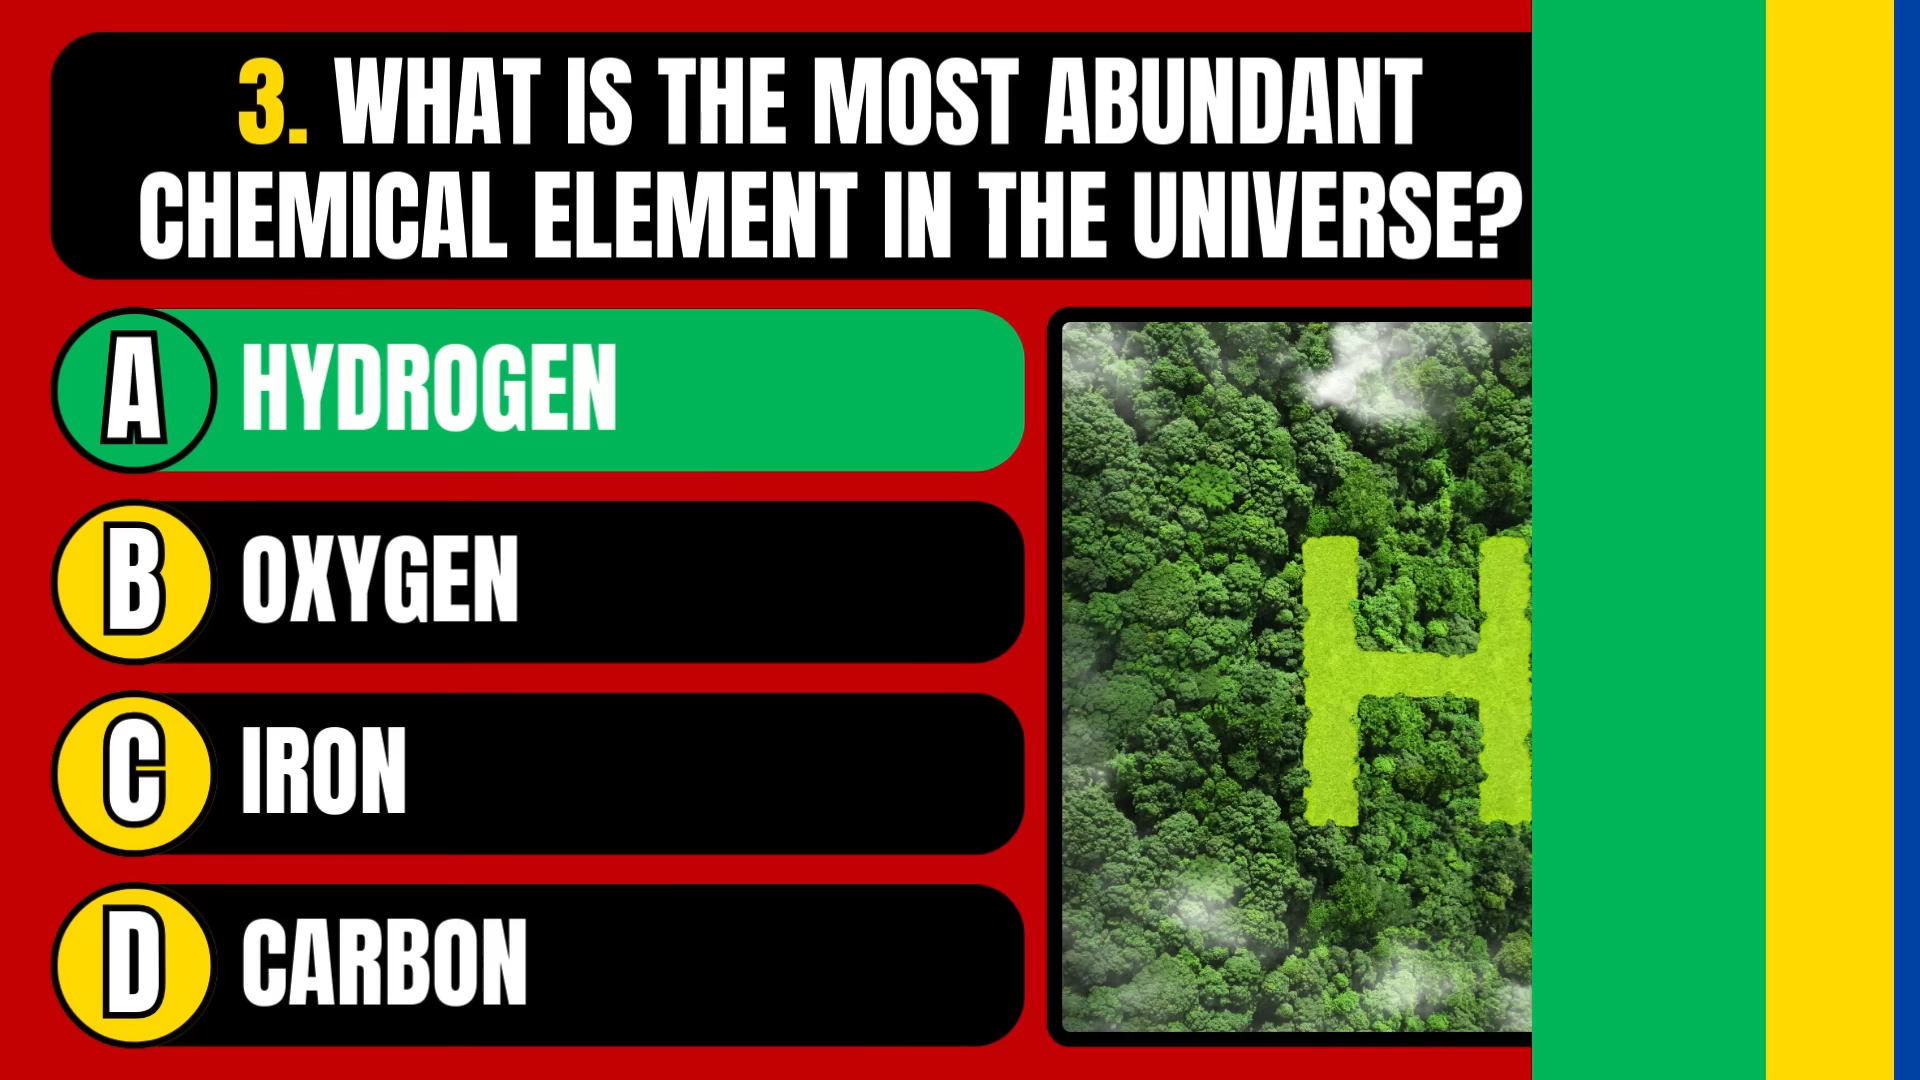 3. WHAT IS THE MOST ABUNDANT
CHEMICAL ELEMENT IN THE UNIVERSE?
A HYDROGEN
B OXYGEN
C IRON
D CARBON
H